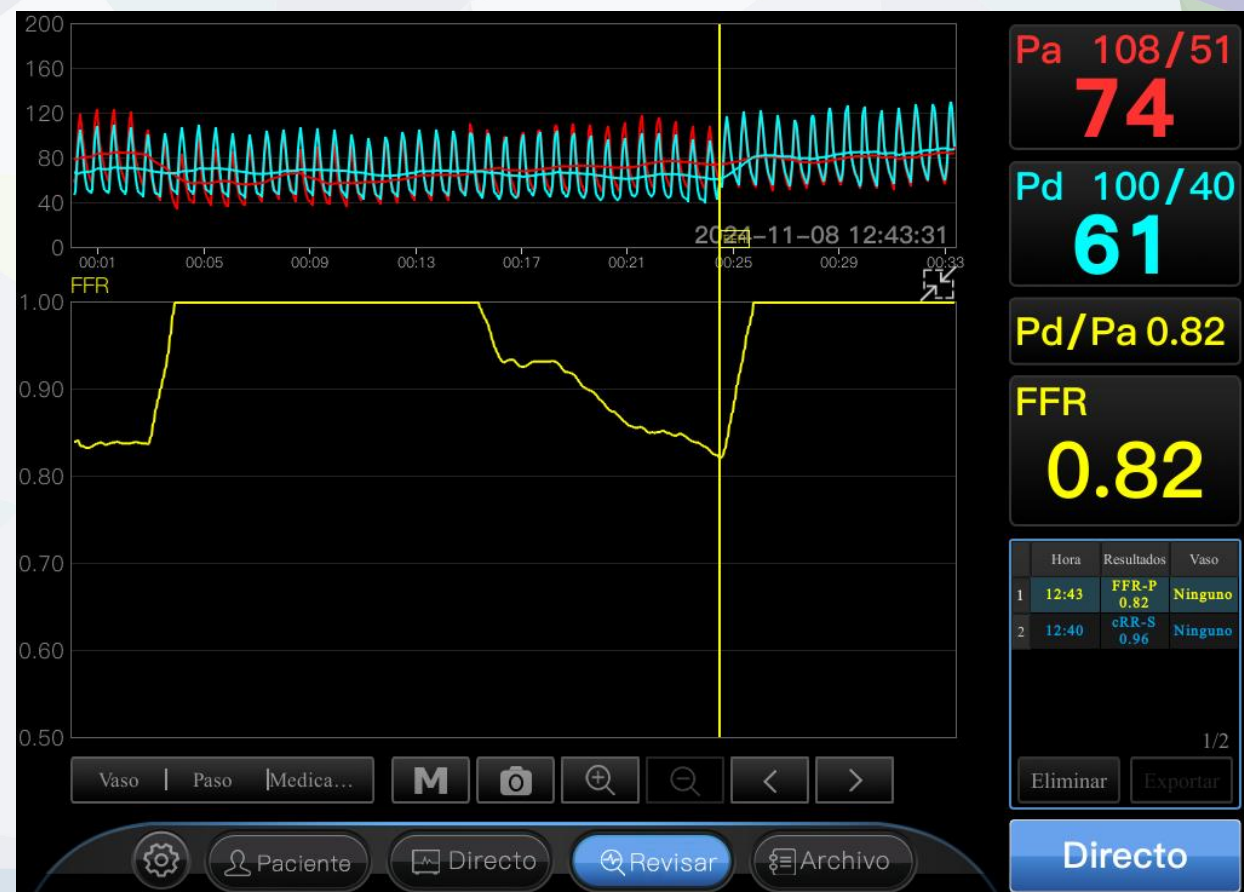 200
160
120
80
40
0
2024-11-08 12:43:31
00:01 00:05 00:09 00:13 00:17 00:21 00:25 00:29 00:33
FFR
1.00
0.90
0.80
0.70
0.60
0.50
Vaso | Paso |Medica... M
Paciente Directo Revisar Archivo
Pa 108/51
74
Pd 100/40
61
Pd/Pa 0.82
FFR
0.82
Hora Resultados Vaso
1 12:43 FFR-P 0.82 Ninguno
2 12:40 cRR-S 0.96 Ninguno
1/2
Eliminar Exportar
Directo